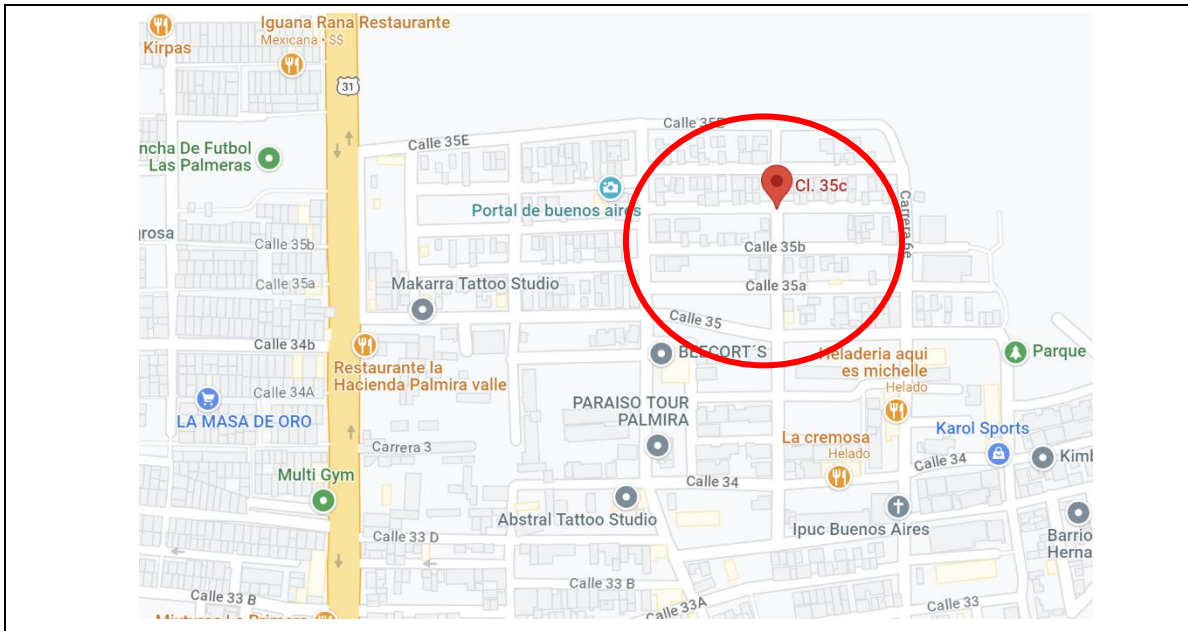 Kirpas
Iguana Rana Restaurante
Mexicana · $$
31
Calle 35E
Calle 35E
ncha De Futbol
Las Palmeras
Cl. 35c
Portal de buenos aires
Carrera 6e
rosa
Calle 35b
Calle 35b
Calle 35a
Makarra Tattoo Studio
Calle 35a
Calle 35
Calle 34b
BEECORT´S
Heladeria aqui
es michelle
Helado
Parque
Restaurante la
Hacienda Palmira valle
Calle 34A
LA MASA DE ORO
PARAISO TOUR
PALMIRA
Carrera 3
La cremosa
Helado
Karol Sports
Calle 34
Kimb
Multi Gym
Calle 34
Abstral Tattoo Studio
Ipuc Buenos Aires
Barrio
Herna
Calle 33 D
Calle 33 B
Calle 33 B
Calle 33A
Calle 33